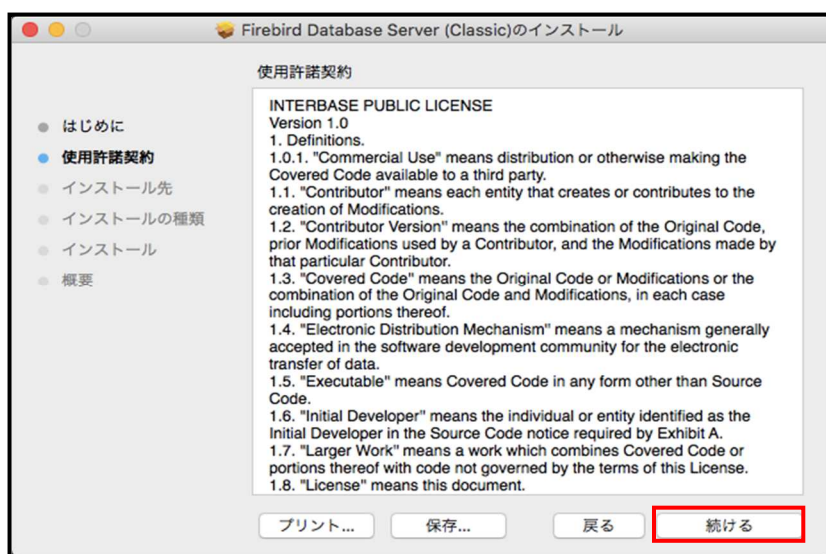 Firebird Database Server (Classic)のインストール
使用許諾契約
はじめに
使用許諾契約
インストール先
インストールの種類
インストール
概要
INTERBASE PUBLIC LICENSE
Version 1.0
1. Definitions.
1.0.1. "Commercial Use" means distribution or otherwise making the
Covered Code available to a third party.
1.1. "Contributor" means each entity that creates or contributes to the
creation of Modifications.
1.2. "Contributor Version" means the combination of the Original Code,
prior Modifications used by a Contributor, and the Modifications made by
that particular Contributor.
1.3. "Covered Code" means the Original Code or Modifications or the
combination of the Original Code and Modifications, in each case
including portions thereof.
1.4. "Electronic Distribution Mechanism" means a mechanism generally
accepted in the software development community for the electronic
transfer of data.
1.5. "Executable" means Covered Code in any form other than Source
Code.
1.6. "Initial Developer" means the individual or entity identified as the
Initial Developer in the Source Code notice required by Exhibit A.
1.7. "Larger Work" means a work which combines Covered Code or
portions thereof with code not governed by the terms of this License.
1.8. "License" means this document.
プリント... 保存... 戻る 続ける